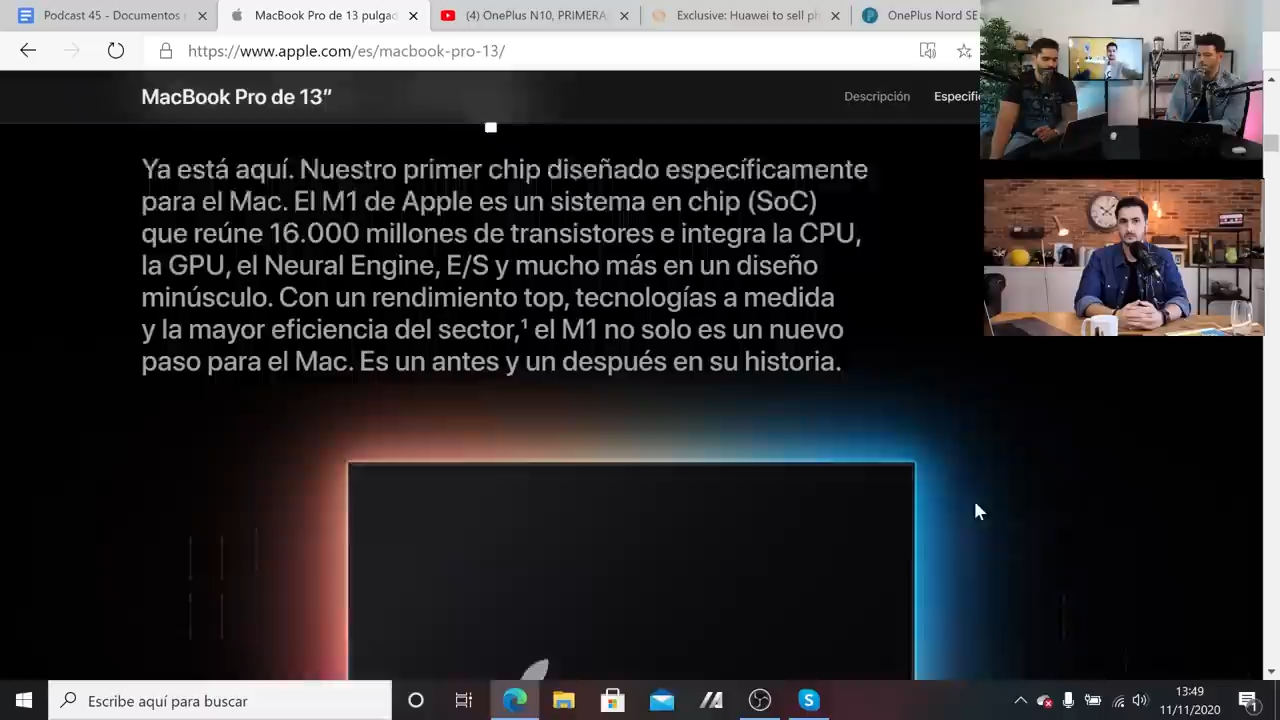 Podcast 45 - Documentos
MacBook Pro de 13 pulga
(4) OnePlus N10, PRIMERA
Exclusive: Huawei to sell ph
OnePlus Nord SE
https://www.apple.com/es/macbook-pro-13/
MacBook Pro de 13″
Descripción
Especific
Ya está aquí. Nuestro primer chip diseñado específicamente
para el Mac. El M1 de Apple es un sistema en chip (SoC)
que reúne 16.000 millones de transistores e integra la CPU,
la GPU, el Neural Engine, E/S y mucho más en un diseño
minúsculo. Con un rendimiento top, tecnologías a medida
y la mayor eficiencia del sector,¹ el M1 no solo es un nuevo
paso para el Mac. Es un antes y un después en su historia.
Escribe aquí para buscar
13:49
11/11/2020
1